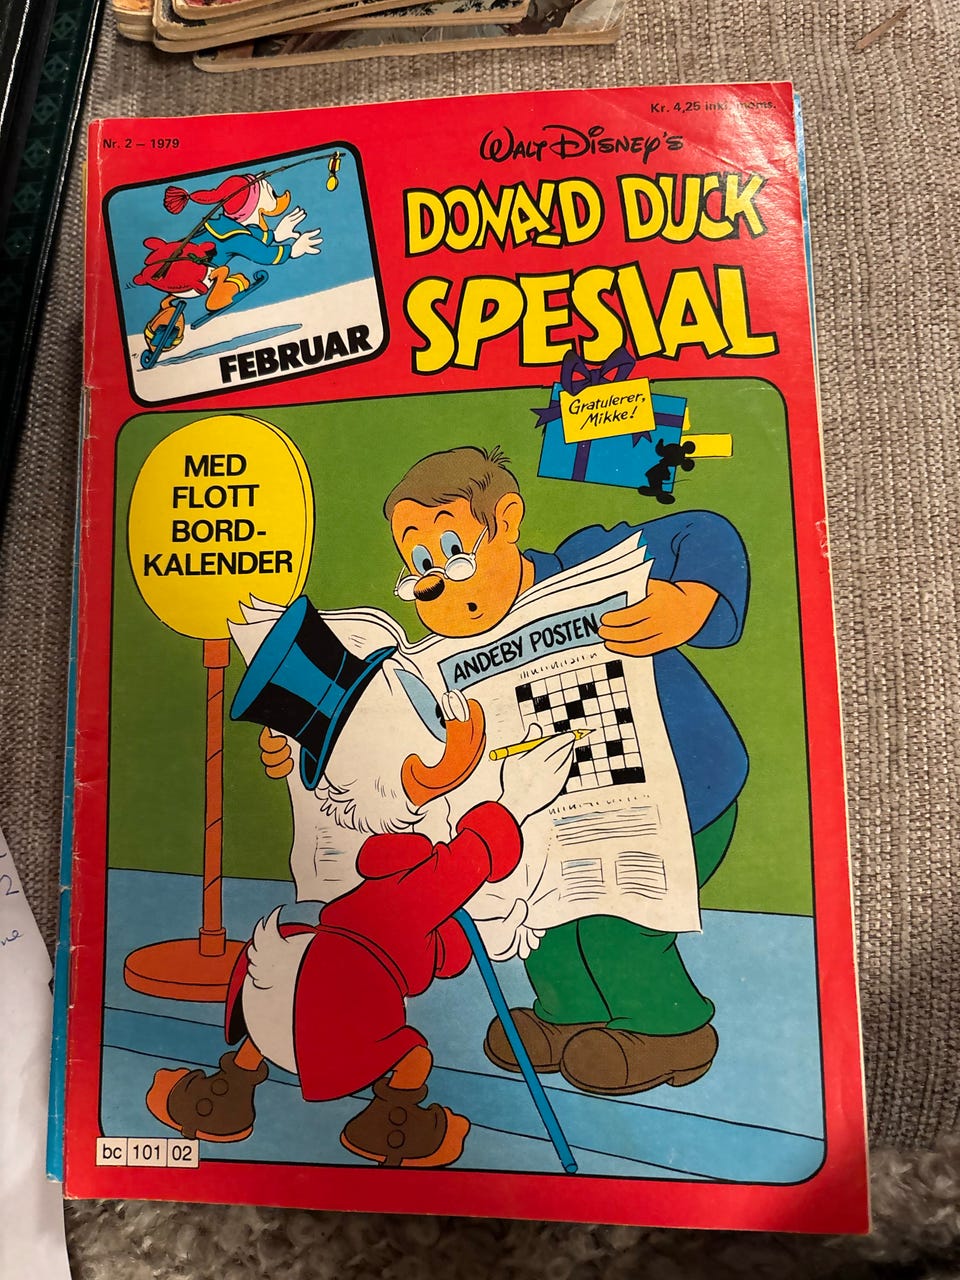 Kr. 4,25 inkl. moms.
Nr. 2 – 1979
WALT DISNEY'S
DONALD DUCK
SPESIAL
FEBRUAR
Gratulerer,
Mikke!
MED
FLOTT
BORD-
KALENDER
ANDEBY POSTEN
bc 101 02